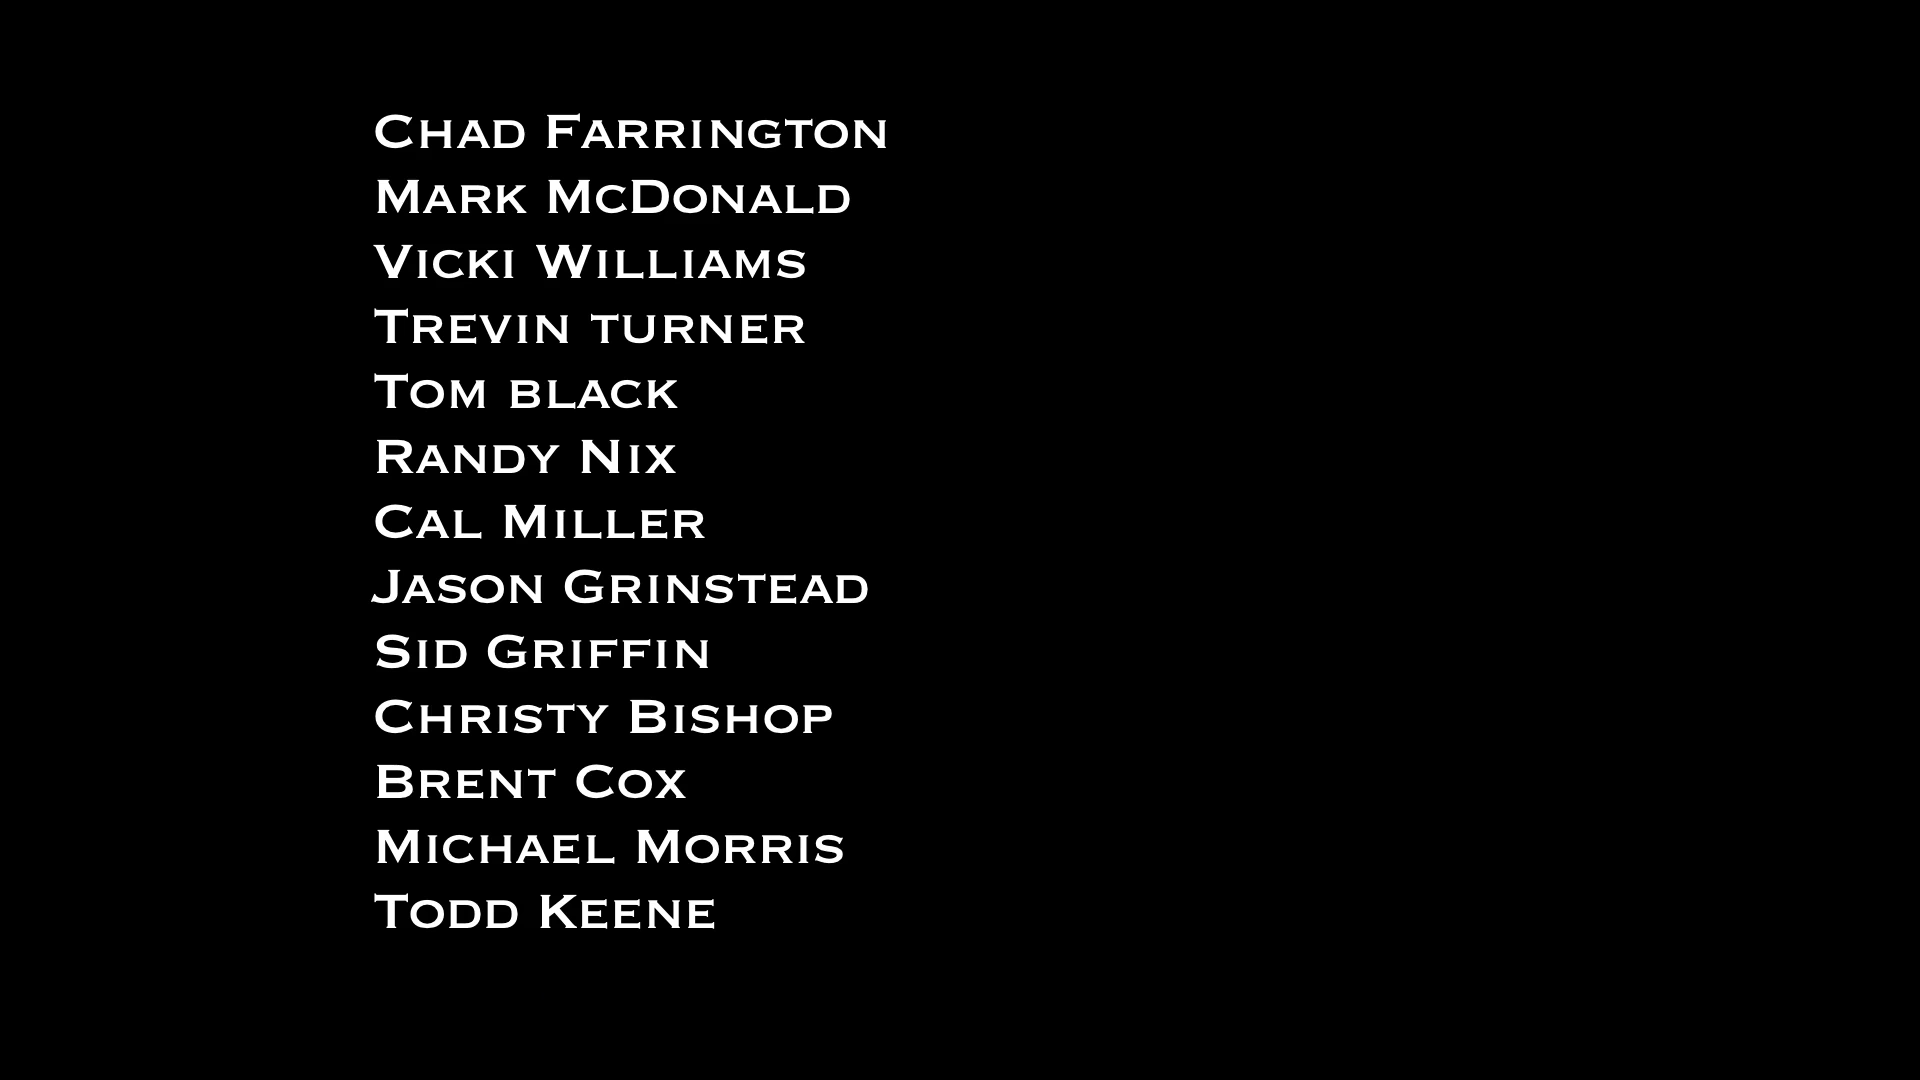 Chad Farrington
Mark McDonald
Vicki Williams
Trevin turner
Tom black
Randy Nix
Cal Miller
Jason Grinstead
Sid Griffin
Christy Bishop
Brent Cox
Michael Morris
Todd Keene